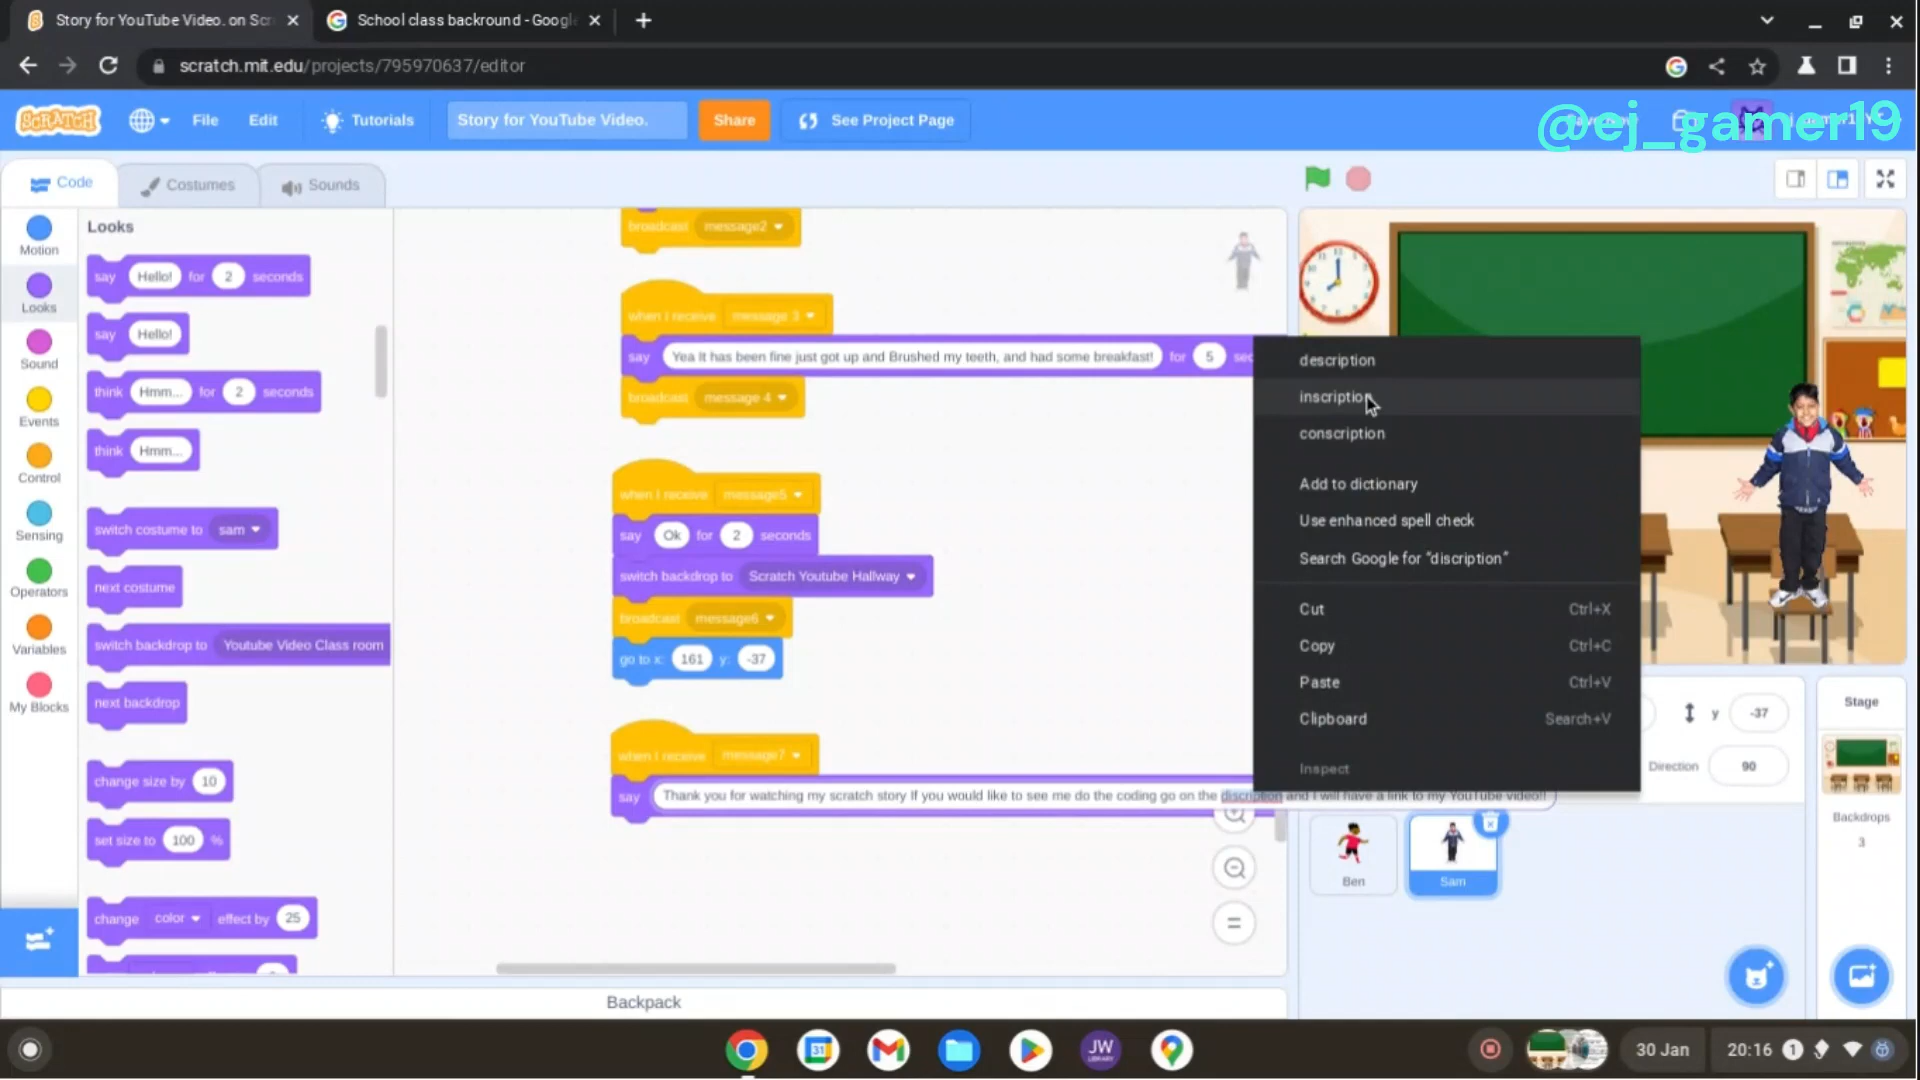 Story for YouTube Video. on Scr
School class backround - Googl
scratch.mit.edu/projects/795970637/editor
SCRATCH
File
Edit
Tutorials
Story for YouTube Video.
Share
See Project Page
@ej_gamer19
Code
Costumes
Sounds
Motion
Looks
Sound
Events
Control
Sensing
Operators
Variables
My Blocks
Looks
say Hello! for 2 seconds
say Hello!
think Hmm... for 2 seconds
think Hmm...
switch costume to sam
next costume
switch backdrop to Youtube Video Class room
next backdrop
change size by 10
set size to 100 %
change color effect by 25
broadcast message2
when I receive message 3
say Yea It has been fine just got up and Brushed my teeth, and had some breakfast! for 5 sec
broadcast message 4
when I receive message5
say Ok for 2 seconds
switch backdrop to Scratch Youtube Hallway
broadcast message6
go to x: 161 y: -37
when I receive message7
say Thank you for watching my scratch story If you would like to see me do the coding go on the discription and I will have a link to my YouTube video!!
description
inscription
conscription
Add to dictionary
Use enhanced spell check
Search Google for “discription”
Cut Ctrl+X
Copy Ctrl+C
Paste Ctrl+V
Clipboard Search+V
Inspect
y -37
Direction 90
Ben
Sam
Stage
Backdrops
3
Backpack
31
JW
LIBRARY
30 Jan
20:16
1